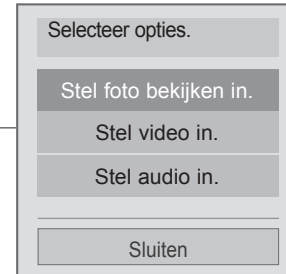 Selecteer opties.
Stel foto bekijken in.
Stel video in.
Stel audio in.
Sluiten